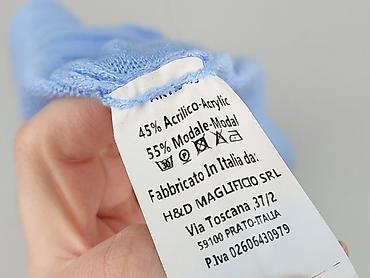 45% Acrilico-Acrylic
55% Modale-Modal
Fabbricato In Italia da:
H&D MAGLIFICIO SRL
Via Toscana ,37/2
59100 PRATO-ITALIA
P.Iva 02606430979